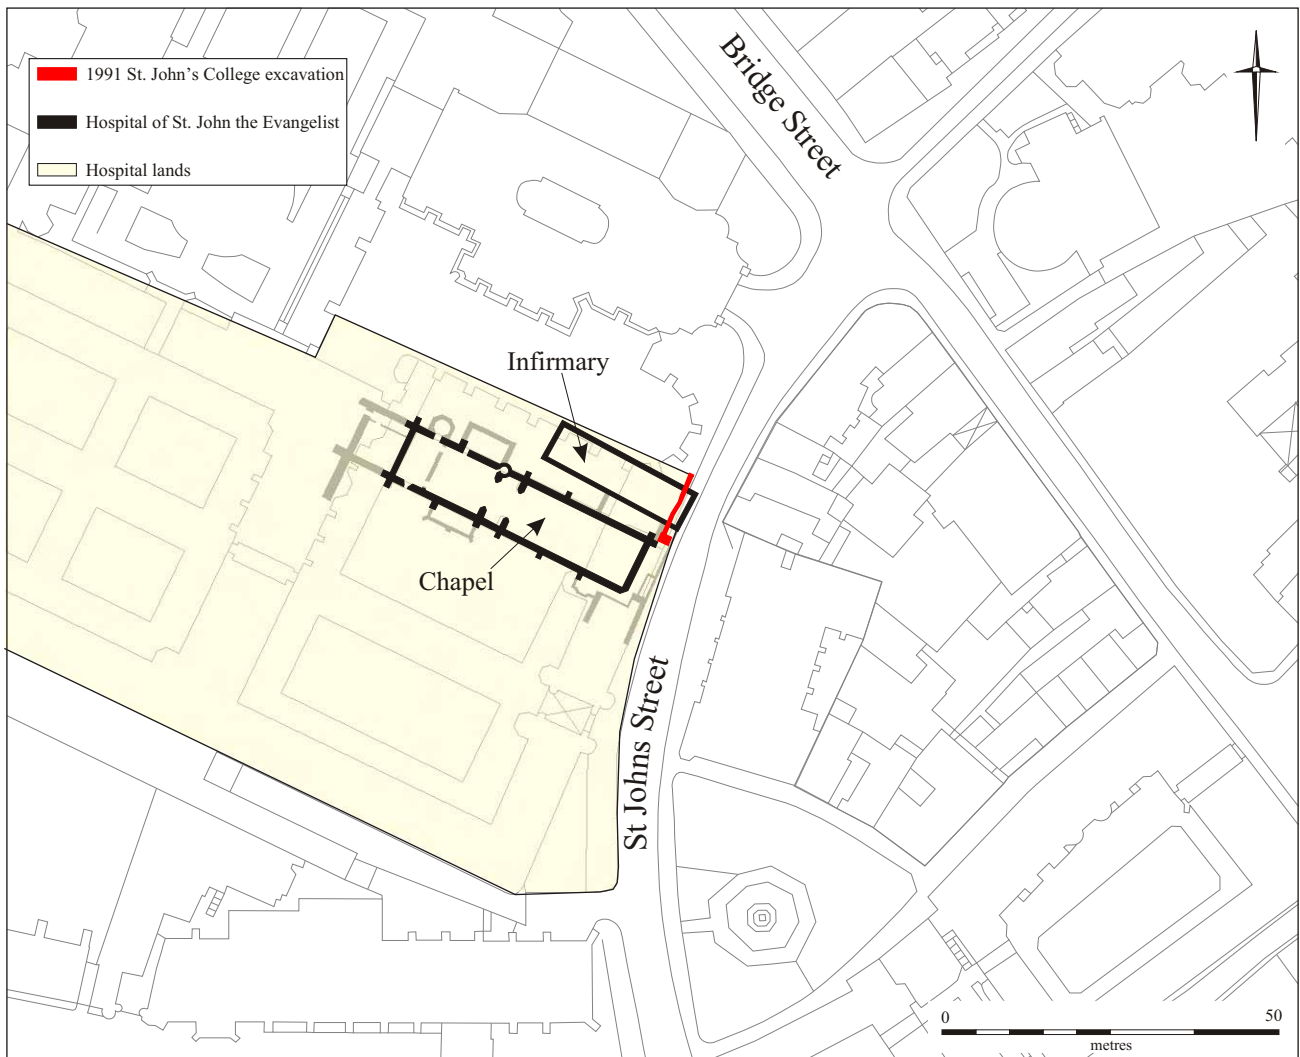 1991 St. John's College excavation
Hospital of St. John the Evangelist
Hospital lands
Bridge Street
Infirmary
Chapel
St Johns Street
0 50
metres